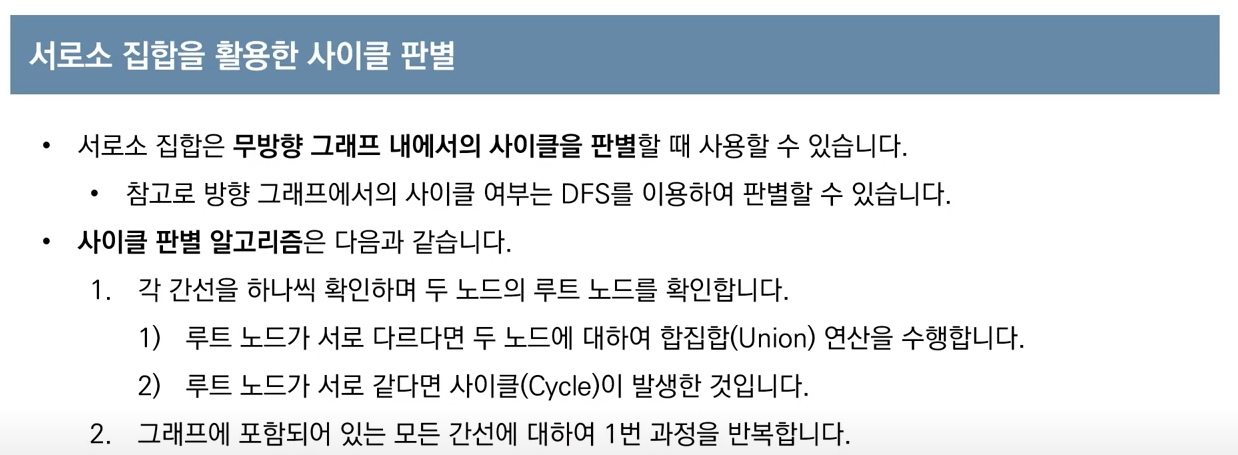 서로소 집합을 활용한 사이클 판별
• 서로소 집합은 무방향 그래프 내에서의 사이클을 판별할 때 사용할 수 있습니다.
• 참고로 방향 그래프에서의 사이클 여부는 DFS를 이용하여 판별할 수 있습니다.
• 사이클 판별 알고리즘은 다음과 같습니다.
1. 각 간선을 하나씩 확인하며 두 노드의 루트 노드를 확인합니다.
1) 루트 노드가 서로 다르다면 두 노드에 대하여 합집합(Union) 연산을 수행합니다.
2) 루트 노드가 서로 같다면 사이클(Cycle)이 발생한 것입니다.
2. 그래프에 포함되어 있는 모든 간선에 대하여 1번 과정을 반복합니다.